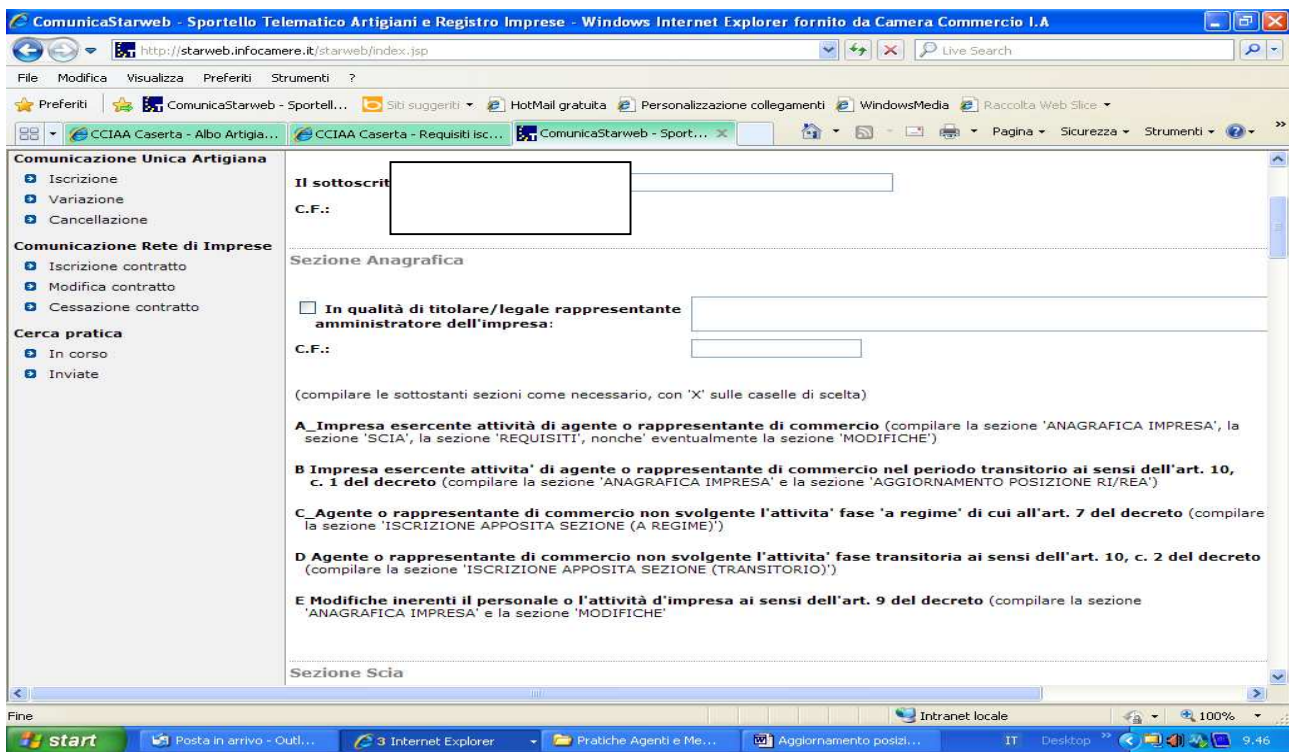 ComunicaStarweb - Sportello Telematico Artigiani e Registro Imprese - Windows Internet Explorer fornito da Camera Commercio I.A
http://starweb.infocamere.it/starweb/index.jsp
Live Search
File Modifica Visualizza Preferiti Strumenti ?
Preferiti ComunicaStarweb - Sportell... Siti suggeriti HotMail gratuita Personalizzazione collegamenti WindowsMedia Raccolta Web Slice
CCIAA Caserta - Albo Artigia... CCIAA Caserta - Requisiti isc... ComunicaStarweb - Sport... Pagina Sicurezza Strumenti »
Comunicazione Unica Artigiana
Iscrizione
Variazione
Cancellazione
Comunicazione Rete di Imprese
Iscrizione contratto
Modifica contratto
Cessazione contratto
Cerca pratica
In corso
Inviate
Il sottoscrit
C.F.:
Sezione Anagrafica
In qualità di titolare/legale rappresentante
amministratore dell'impresa:
C.F.:
(compilare le sottostanti sezioni come necessario, con 'X' sulle caselle di scelta)
A_Impresa esercente attività di agente o rappresentante di commercio (compilare la sezione 'ANAGRAFICA IMPRESA', la
sezione 'SCIA', la sezione 'REQUISITI', nonche' eventualmente la sezione 'MODIFICHE')
B Impresa esercente attivita' di agente o rappresentante di commercio nel periodo transitorio ai sensi dell'art. 10,
c. 1 del decreto (compilare la sezione 'ANAGRAFICA IMPRESA' e la sezione 'AGGIORNAMENTO POSIZIONE RI/REA')
C_Agente o rappresentante di commercio non svolgente l'attivita' fase 'a regime' di cui all'art. 7 del decreto (compilare
la sezione 'ISCRIZIONE APPOSITA SEZIONE (A REGIME)')
D Agente o rappresentante di commercio non svolgente l'attivita' fase transitoria ai sensi dell'art. 10, c. 2 del decreto
(compilare la sezione 'ISCRIZIONE APPOSITA SEZIONE (TRANSITORIO)')
E Modifiche inerenti il personale o l'attività d'impresa ai sensi dell'art. 9 del decreto (compilare la sezione
'ANAGRAFICA IMPRESA' e la sezione 'MODIFICHE'
Sezione Scia
Fine Intranet locale 100%
start Posta in arrivo - Outl... 3 Internet Explorer Pratiche Agenti e Me... Aggiornamento posizi... IT Desktop » 9.46